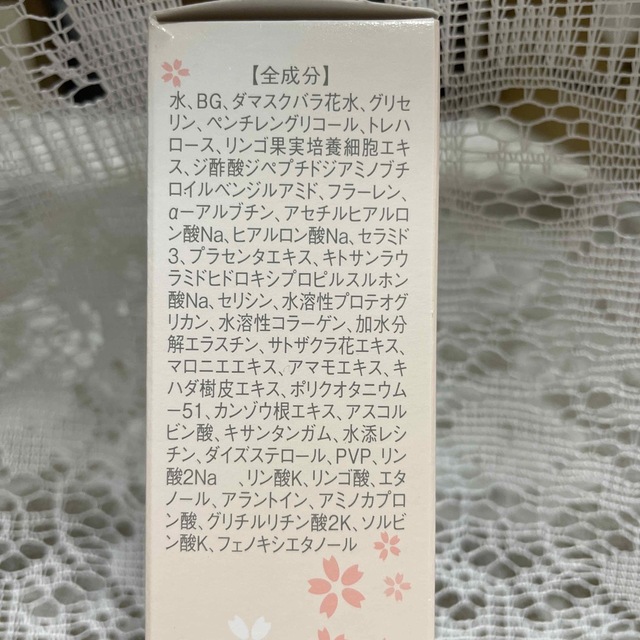 【全成分】
水、BG、ダマスクバラ花水、グリセ
リン、ペンチレングリコール、トレハ
ロース、リンゴ果実培養細胞エキ
ス、ジ酢酸ジペプチドジアミノブチ
ロイルベンジルアミド、フラーレン、
α－アルブチン、アセチルヒアルロ
ン酸Na、ヒアルロン酸Na、セラミド
3、プラセンタエキス、キトサンラウ
ラミドヒドロキシプロピルスルホン
酸Na、セリシン、水溶性プロテオグ
リカン、水溶性コラーゲン、加水分
解エラスチン、サトザクラ花エキス、
マロニエエキス、アマモエキス、キ
ハダ樹皮エキス、ポリクオタニウム
－51、カンゾウ根エキス、アスコル
ビン酸、キサンタンガム、水添レシ
チン、ダイズステロール、PVP、リン
酸2Na 、リン酸K、リンゴ酸、エタ
ノール、アラントイン、アミノカプロ
ン酸、グリチルリチン酸2K、ソルビ
ン酸K、フェノキシエタノール